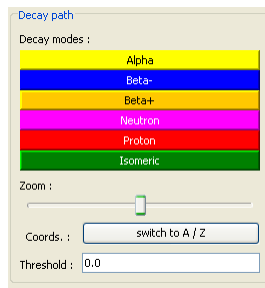 Decay path
Decay modes :
Alpha
Beta-
Beta+
Neutron
Proton
Isomeric
Zoom :
Coords. : switch to A / Z
Threshold : 0.0